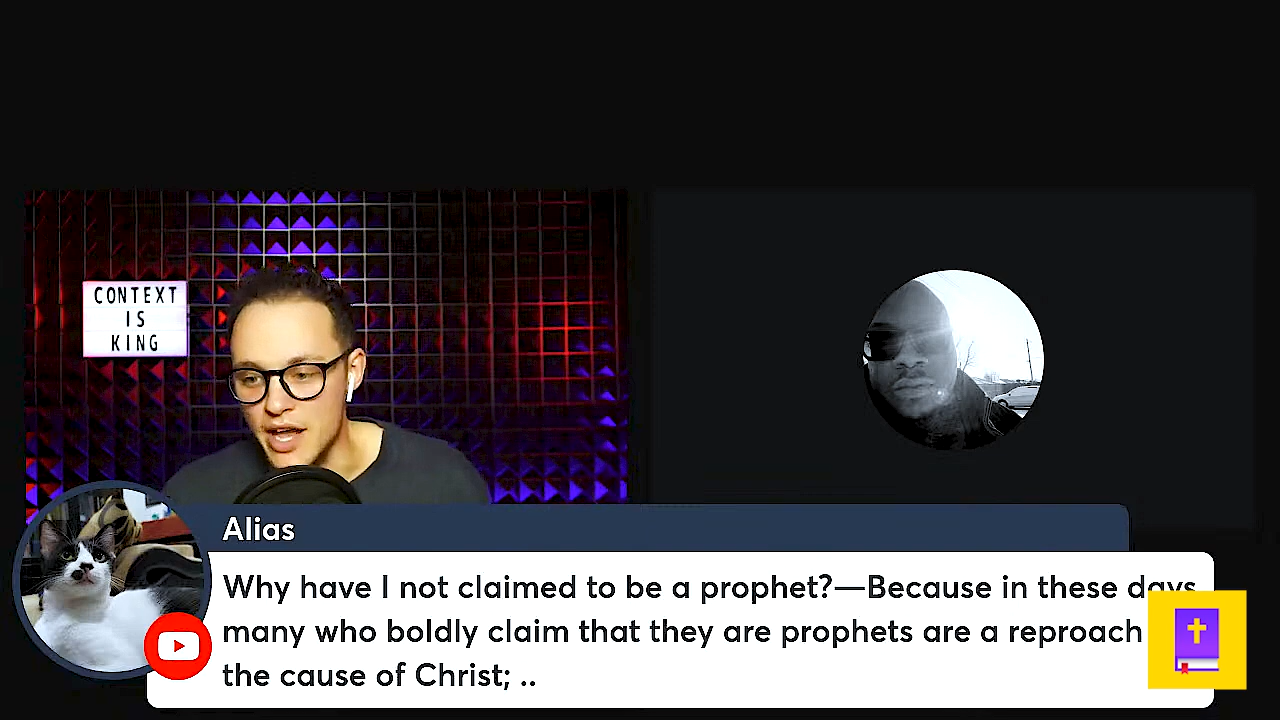 CONTEXT
IS
KING
Alias
Why have I not claimed to be a prophet?—Because in these days
many who boldly claim that they are prophets are a reproach
the cause of Christ; ..